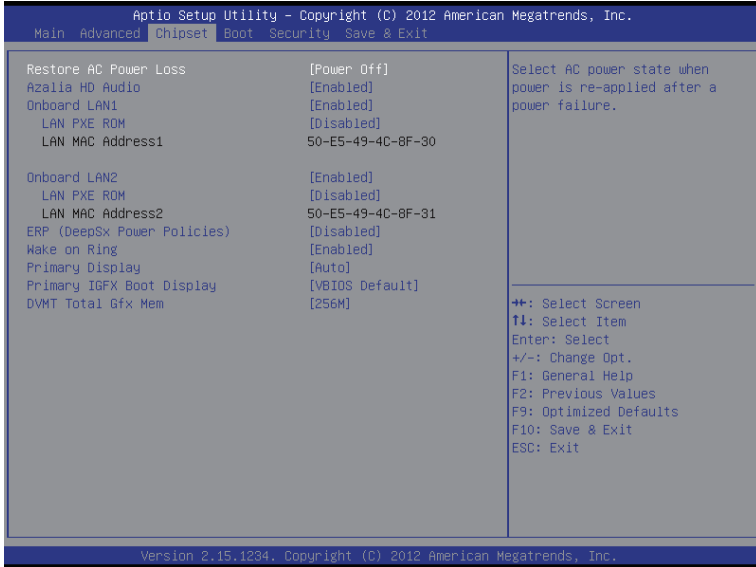 Aptio Setup Utility – Copyright (C) 2012 American Megatrends, Inc.
Main Advanced Chipset Boot Security Save & Exit
Restore AC Power Loss [Power Off]
Azalia HD Audio [Enabled]
Onboard LAN1 [Enabled]
LAN PXE ROM [Disabled]
LAN MAC Address1 50-E5-49-4C-8F-30
Onboard LAN2 [Enabled]
LAN PXE ROM [Disabled]
LAN MAC Address2 50-E5-49-4C-8F-31
ERP (DeepSx Power Policies) [Disabled]
Wake on Ring [Enabled]
Primary Display [Auto]
Primary IGFX Boot Display [VBIOS Default]
DVMT Total Gfx Mem [256M]
Select AC power state when
power is re-applied after a
power failure.
→←: Select Screen
↑↓: Select Item
Enter: Select
+/-: Change Opt.
F1: General Help
F2: Previous Values
F9: Optimized Defaults
F10: Save & Exit
ESC: Exit
Version 2.15.1234. Copyright (C) 2012 American Megatrends, Inc.